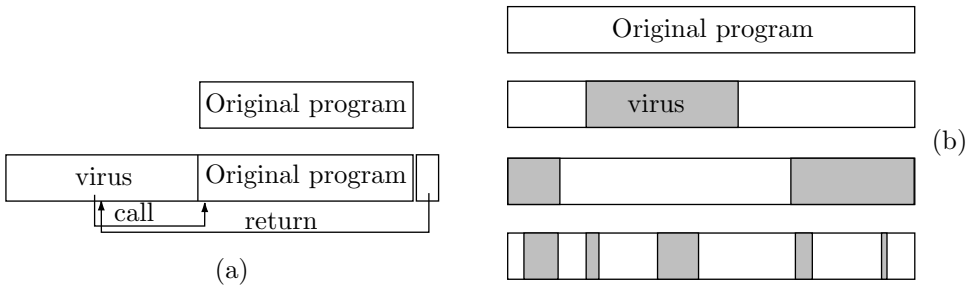 Original program
virus
Original program
call
return
(a)
Original program
virus
(b)